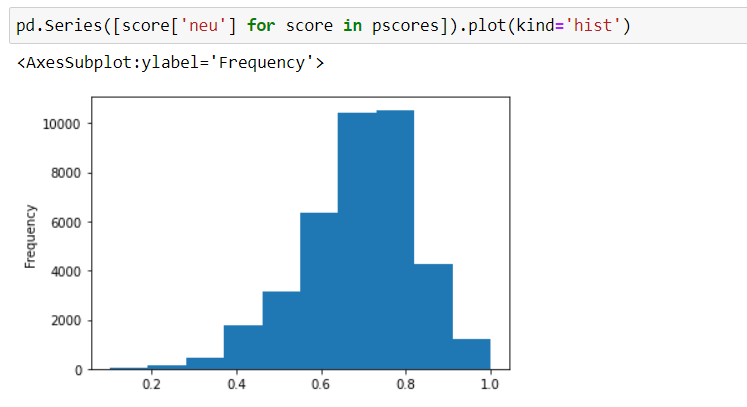 pd.Series([score['neu'] for score in pscores]).plot(kind='hist')
<AxesSubplot:ylabel='Frequency'>
10000
8000
6000
4000
2000
0
Frequency
0.2 0.4 0.6 0.8 1.0